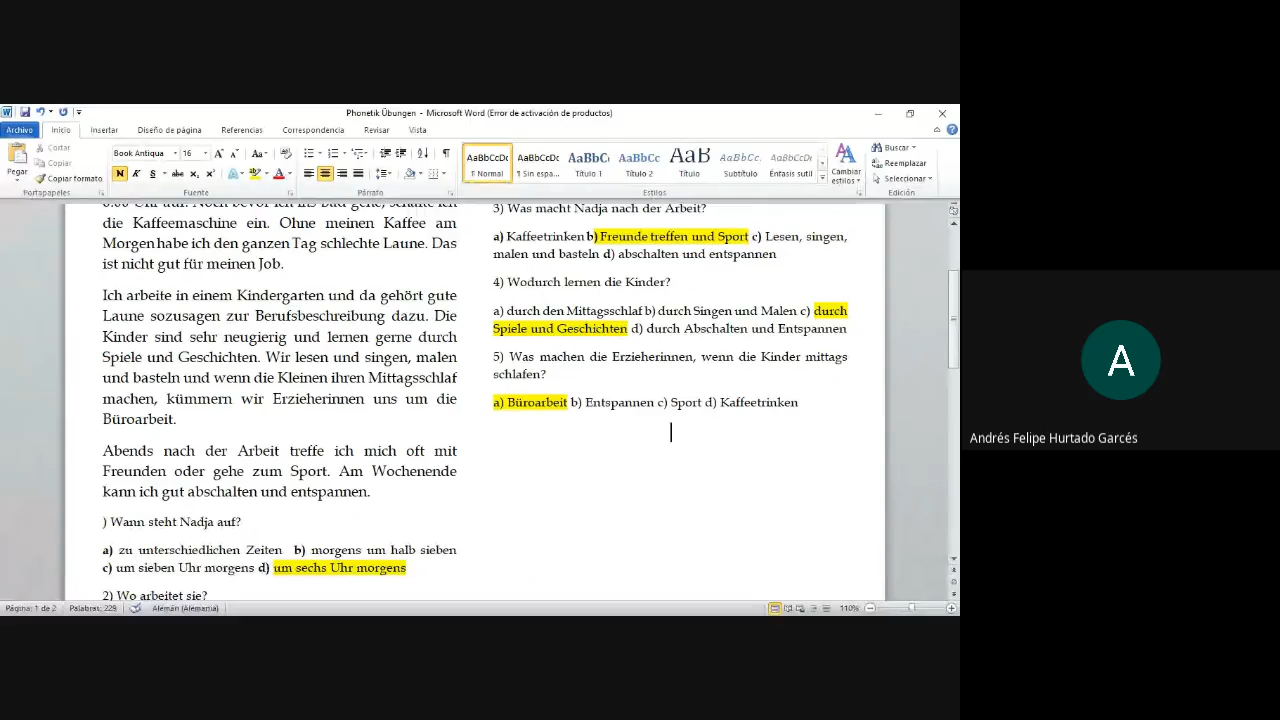 Phonetik Übungen - Microsoft Word (Error de activación de productos)
Archivo Inicio Insertar Diseño de página Referencias Correspondencia Revisar Vista
Pegar
Cortar
Copiar
Copiar formato
Portapapeles
Book Antiqua 16
N K S abc x₂ x²
Fuente
Párrafo
AaBbCcDc AaBbCcDc AaBbC AaBbCc AaB AaBbCc. AaBbCcDc
¶ Normal ¶ Sin espa... Título 1 Título 2 Título Subtítulo Énfasis sutil
Estilos
Cambiar estilos
Buscar
Reemplazar
Seleccionar
Edición
die Kaffeemaschine ein. Ohne meinen Kaffee am
Morgen habe ich den ganzen Tag schlechte Laune. Das
ist nicht gut für meinen Job.
Ich arbeite in einem Kindergarten und da gehört gute
Laune sozusagen zur Berufsbeschreibung dazu. Die
Kinder sind sehr neugierig und lernen gerne durch
Spiele und Geschichten. Wir lesen und singen, malen
und basteln und wenn die Kleinen ihren Mittagsschlaf
machen, kümmern wir Erzieherinnen uns um die
Büroarbeit.
Abends nach der Arbeit treffe ich mich oft mit
Freunden oder gehe zum Sport. Am Wochenende
kann ich gut abschalten und entspannen.
) Wann steht Nadja auf?
a) zu unterschiedlichen Zeiten b) morgens um halb sieben
c) um sieben Uhr morgens d) um sechs Uhr morgens
2) Wo arbeitet sie?
3) Was macht Nadja nach der Arbeit?
a) Kaffeetrinken b) Freunde treffen und Sport c) Lesen, singen,
malen und basteln d) abschalten und entspannen
4) Wodurch lernen die Kinder?
a) durch den Mittagsschlaf b) durch Singen und Malen c) durch
Spiele und Geschichten d) durch Abschalten und Entspannen
5) Was machen die Erzieherinnen, wenn die Kinder mittags
schlafen?
a) Büroarbeit b) Entspannen c) Sport d) Kaffeetrinken
Página: 1 de 2 Palabras: 229 Alemán (Alemania) 110%
A
Andrés Felipe Hurtado Garcés